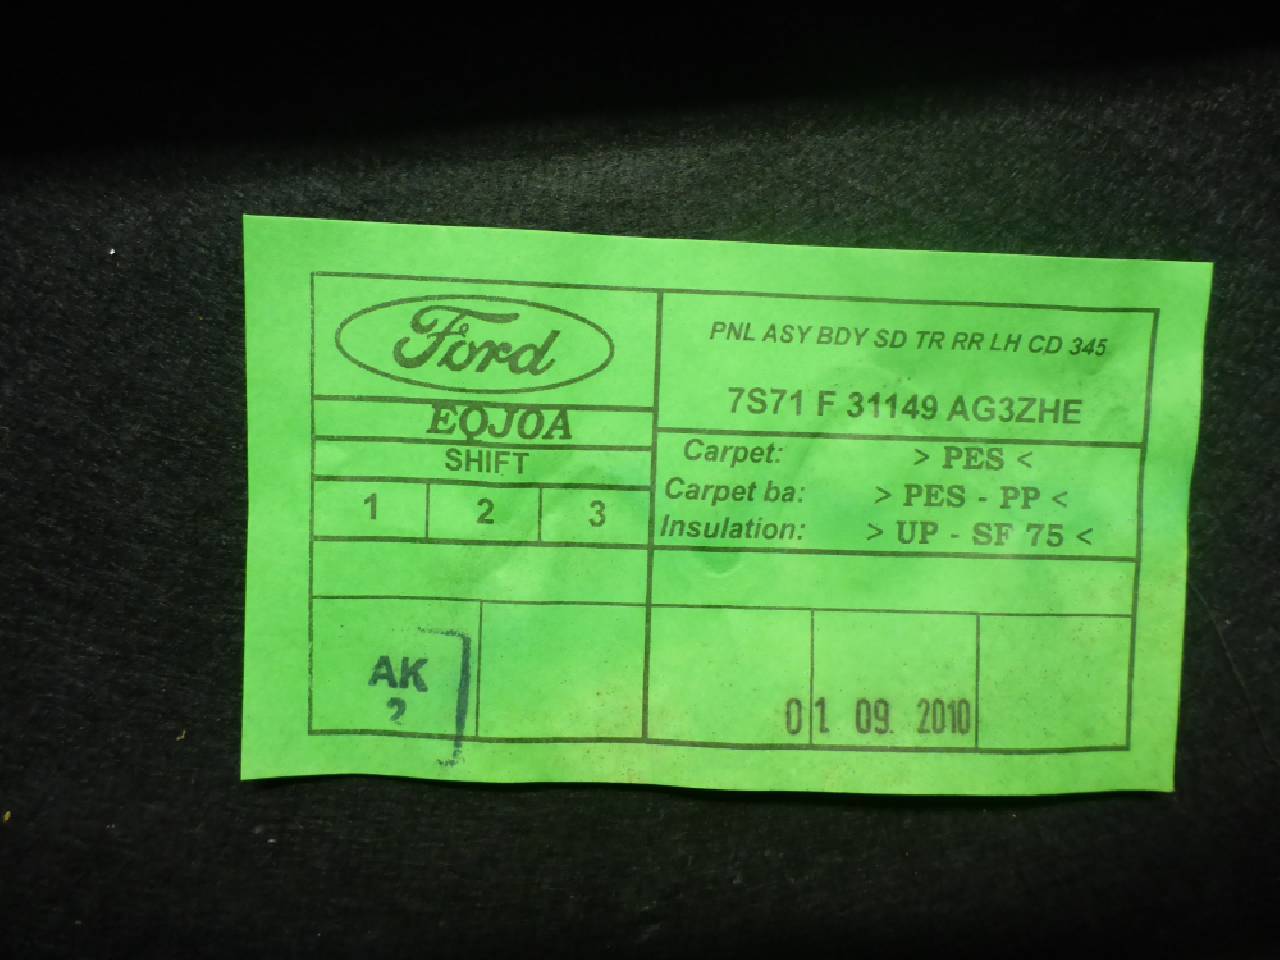 Ford
EQJ0A
SHIFT
1 2 3
PNL ASY BDY SD TR RR LH CD 345
7S71 F 31149 AG3ZHE
Carpet: > PES <
Carpet ba: > PES - PP <
Insulation: > UP - SF 75 <
AK
2
01 09. 2010